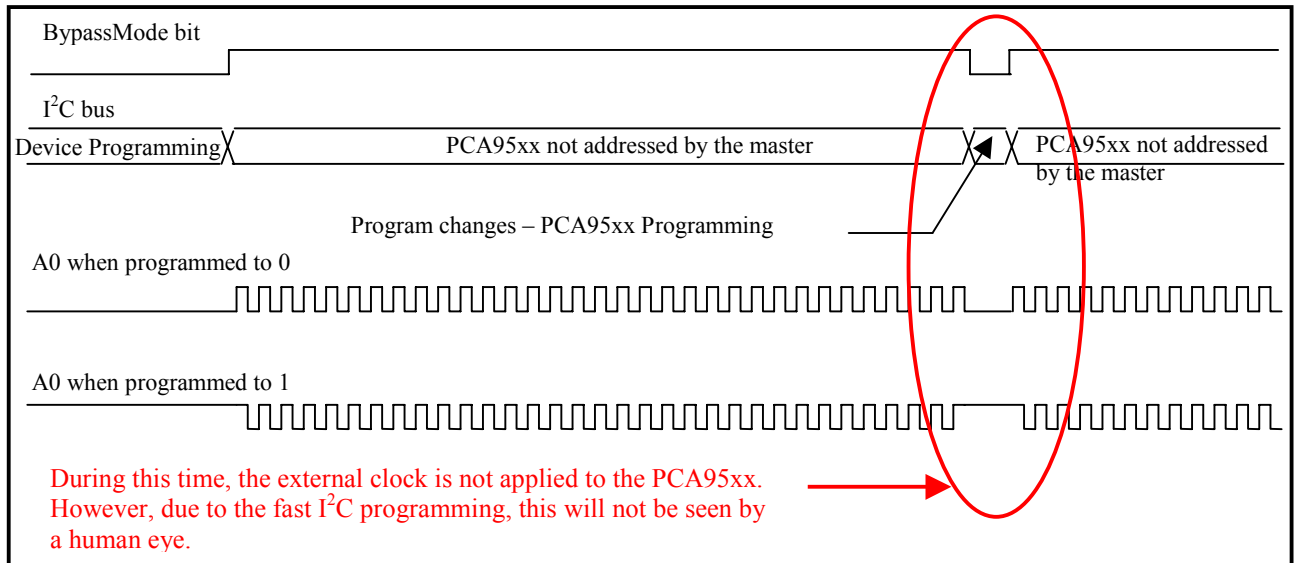 BypassMode bit
I²C bus
Device Programming
PCA95xx not addressed by the master
PCA95xx not addressed
by the master
Program changes – PCA95xx Programming
A0 when programmed to 0
A0 when programmed to 1
During this time, the external clock is not applied to the PCA95xx.
However, due to the fast I²C programming, this will not be seen by
a human eye.